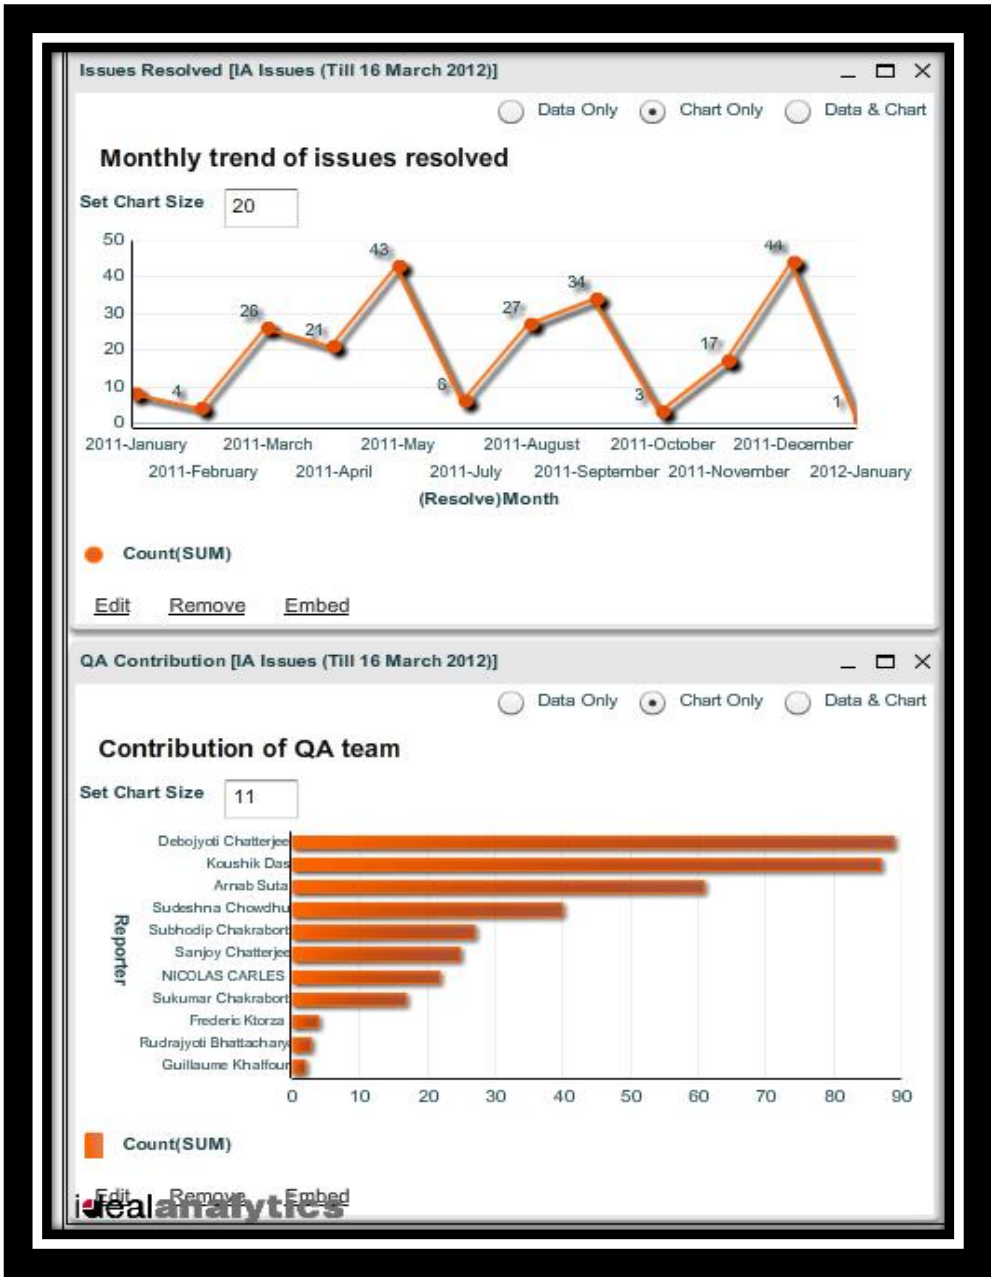 Issues Resolved [IA Issues (Till 16 March 2012)]
Data Only Chart Only Data & Chart
Monthly trend of issues resolved
Set Chart Size 20
50
40
30
20
10
0
4
26
21
43
6
27
34
3
17
44
1
2011-January 2011-March 2011-May 2011-August 2011-October 2011-December
2011-February 2011-April 2011-July 2011-September 2011-November 2012-January
(Resolve)Month
Count(SUM)
Edit Remove Embed
QA Contribution [IA Issues (Till 16 March 2012)]
Data Only Chart Only Data & Chart
Contribution of QA team
Set Chart Size 11
Reporter
Debojyoti Chatterjee
Koushik Das
Arnab Suta
Sudeshna Chowdhu
Subhodip Chakrabort
Sanjoy Chatterjee
NICOLAS CARLES
Sukumar Chakrabort
Frederic Ktorza
Rudrajyoti Bhattachary
Guillaume Khalfour
0 10 20 30 40 50 60 70 80 90
Count(SUM)
Edit Remove Embed
idealanalytics